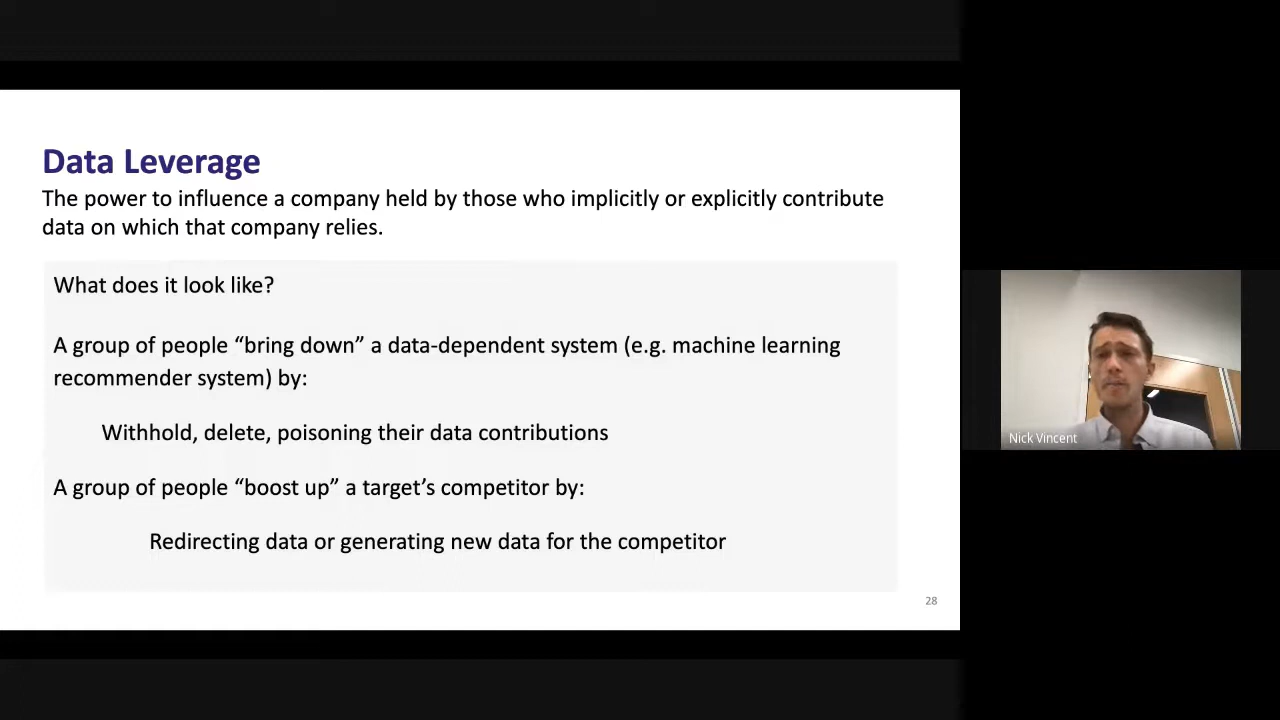 Data Leverage
The power to influence a company held by those who implicitly or explicitly contribute
data on which that company relies.
What does it look like?
A group of people “bring down” a data-dependent system (e.g. machine learning
recommender system) by:
Withhold, delete, poisoning their data contributions
A group of people “boost up” a target’s competitor by:
Redirecting data or generating new data for the competitor
28
Nick Vincent